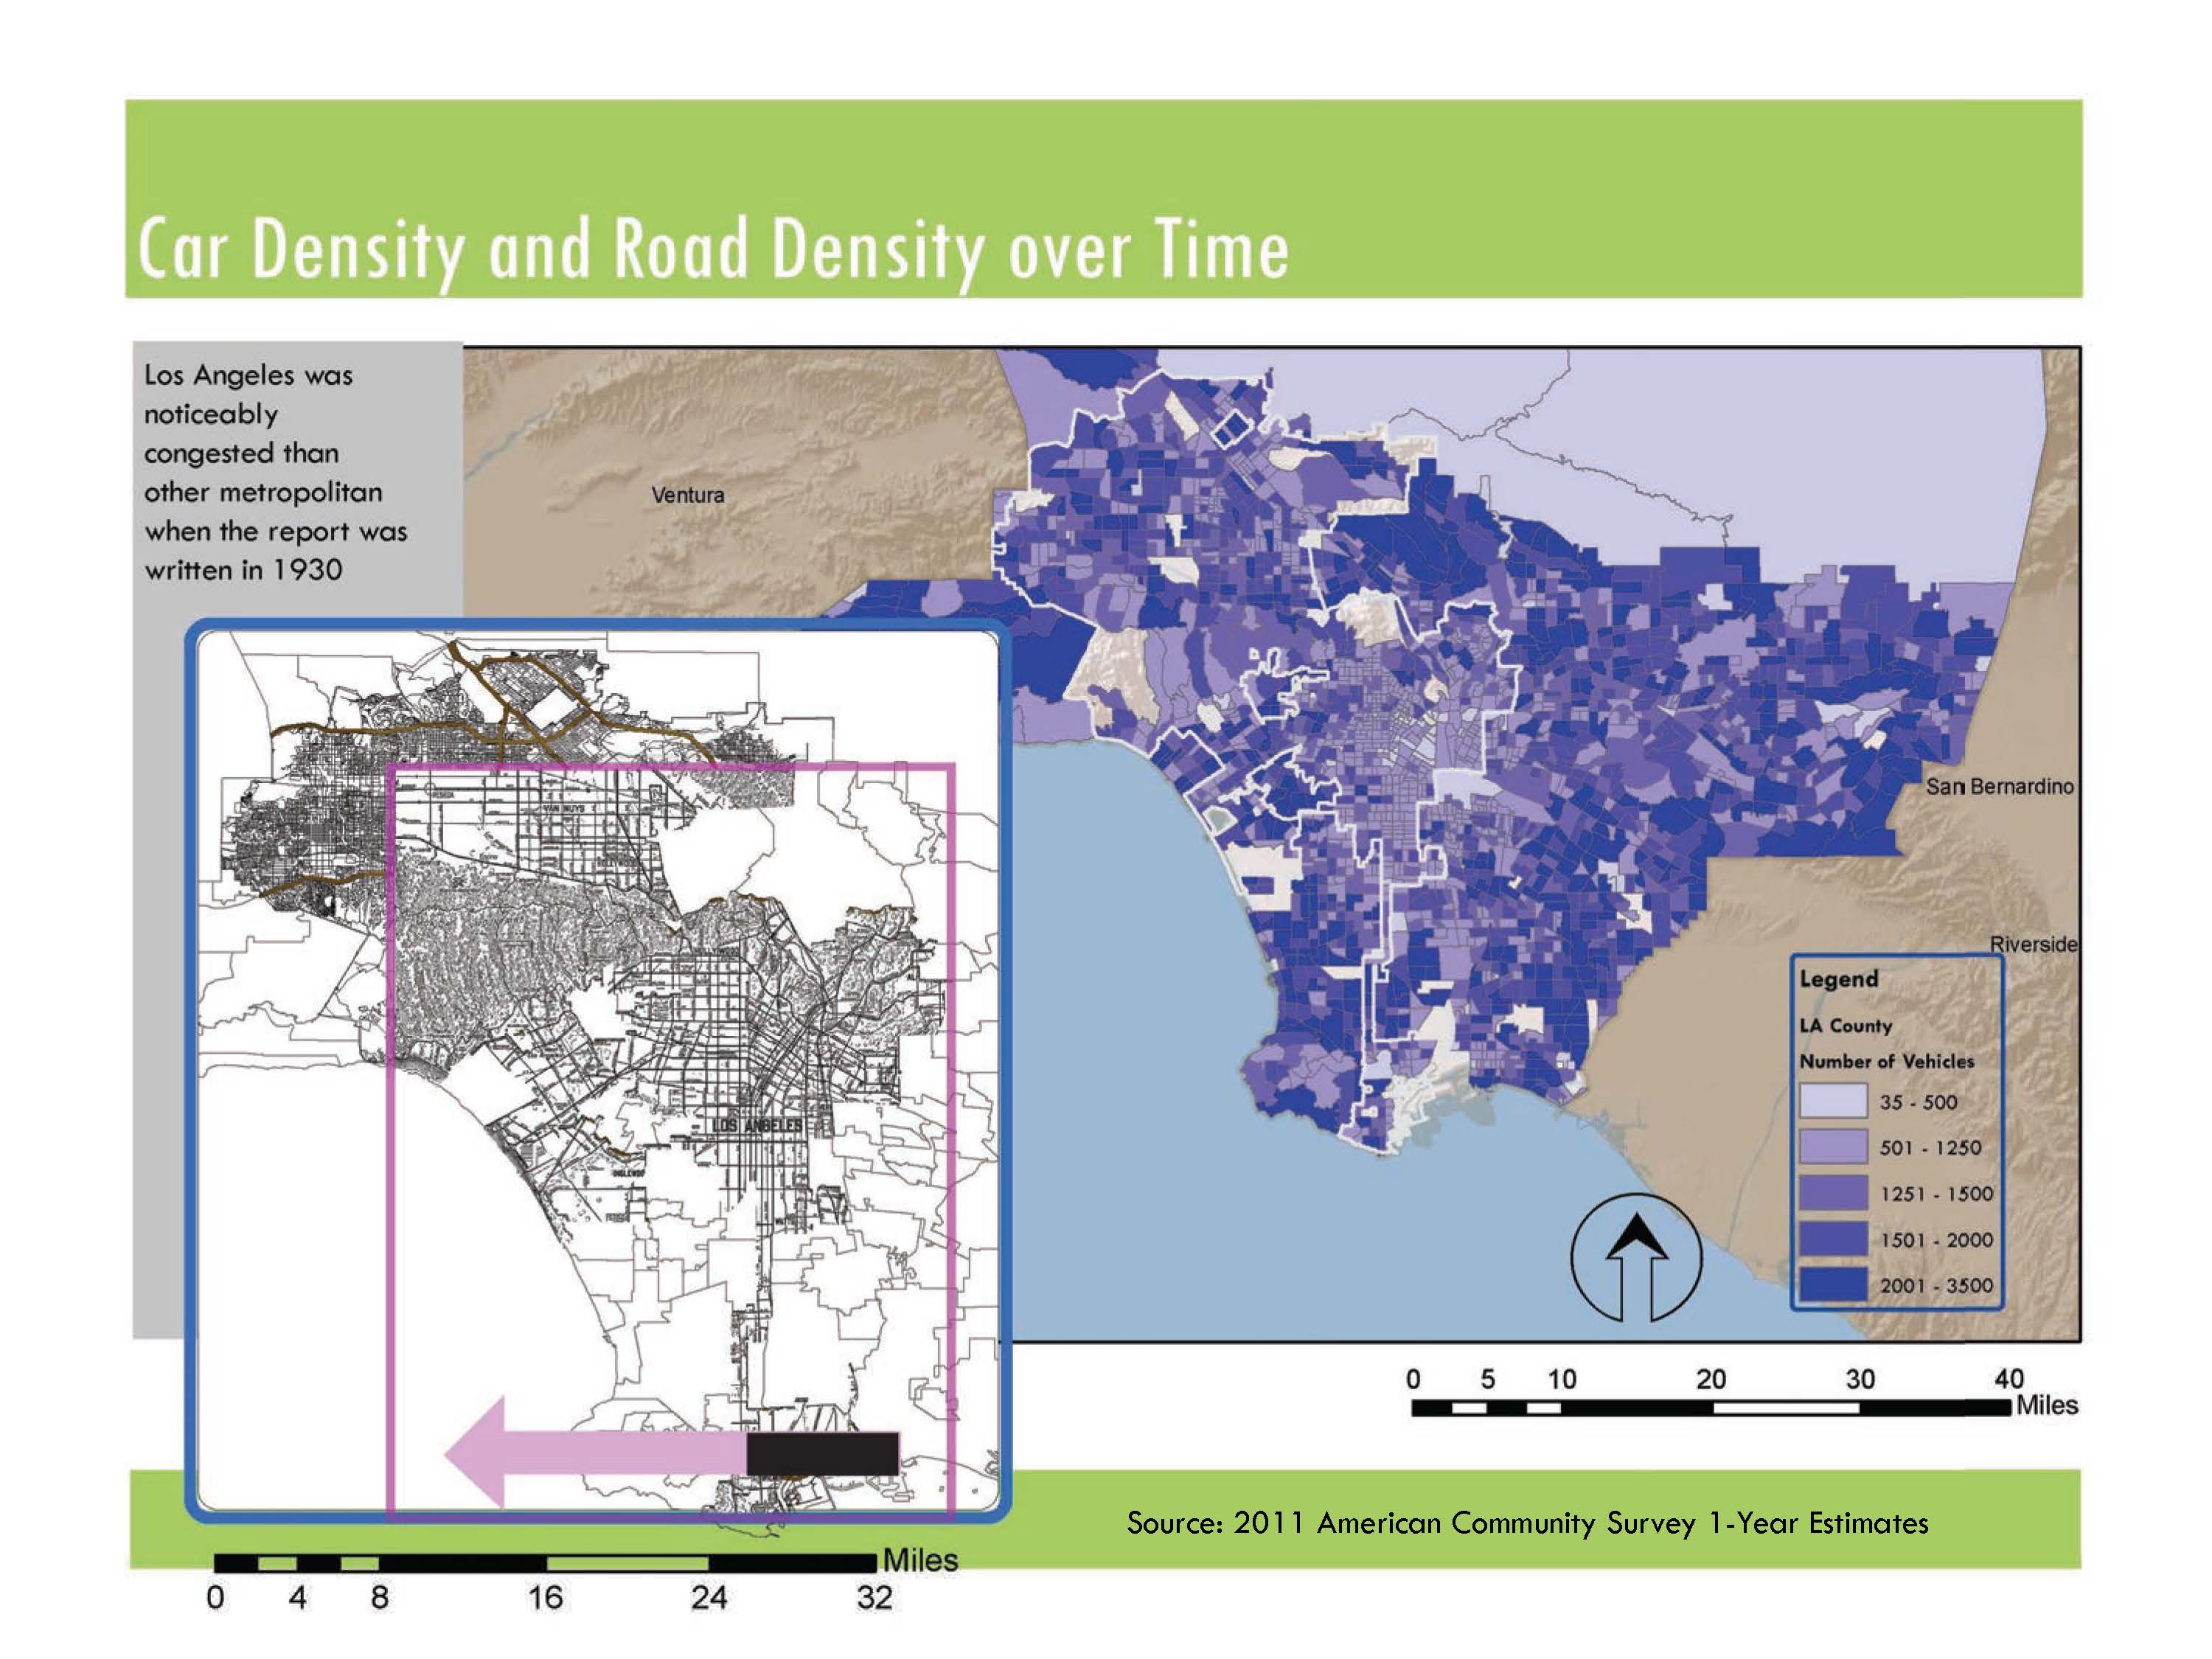 Car Density and Road Density over Time
Los Angeles was
noticeably
congested than
other metropolitan
when the report was
written in 1930
Ventura
San Bernardino
Riverside
Legend
LA County
Number of Vehicles
35 - 500
501 - 1250
1251 - 1500
1501 - 2000
2001 - 3500
RESEDA
VAN NUYS
LOS ANGELES
INGLEWOOD
0 5 10 20 30 40
Miles
Source: 2011 American Community Survey 1-Year Estimates
Miles
0 4 8 16 24 32